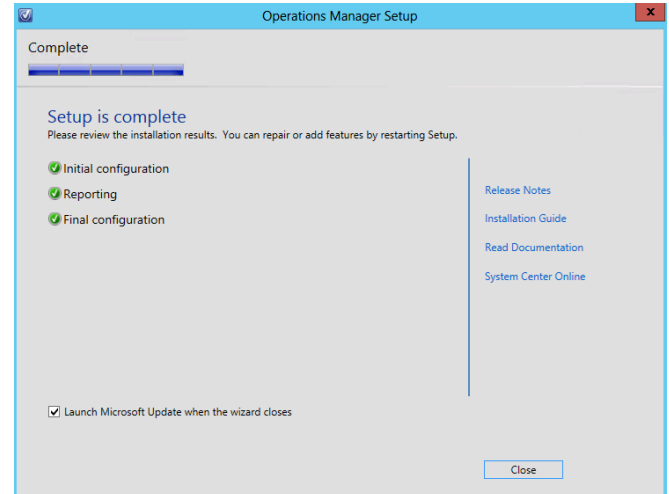 Operations Manager Setup
x
Complete
Setup is complete
Please review the installation results. You can repair or add features by restarting Setup.
Initial configuration
Reporting
Final configuration
Release Notes
Installation Guide
Read Documentation
System Center Online
Launch Microsoft Update when the wizard closes
Close